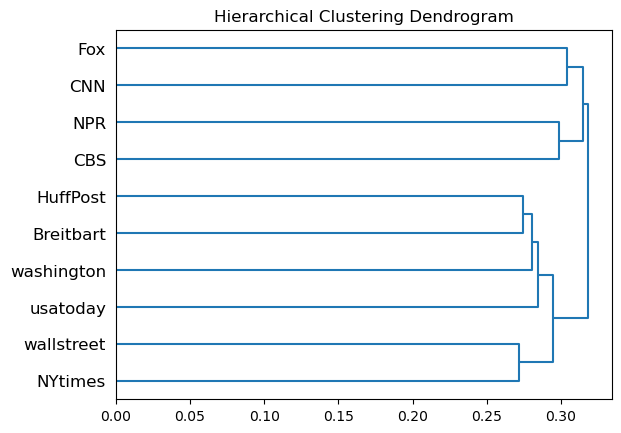 Hierarchical Clustering Dendrogram
Fox
CNN
NPR
CBS
HuffPost
Breitbart
washington
usatoday
wallstreet
NYtimes
0.00 0.05 0.10 0.15 0.20 0.25 0.30